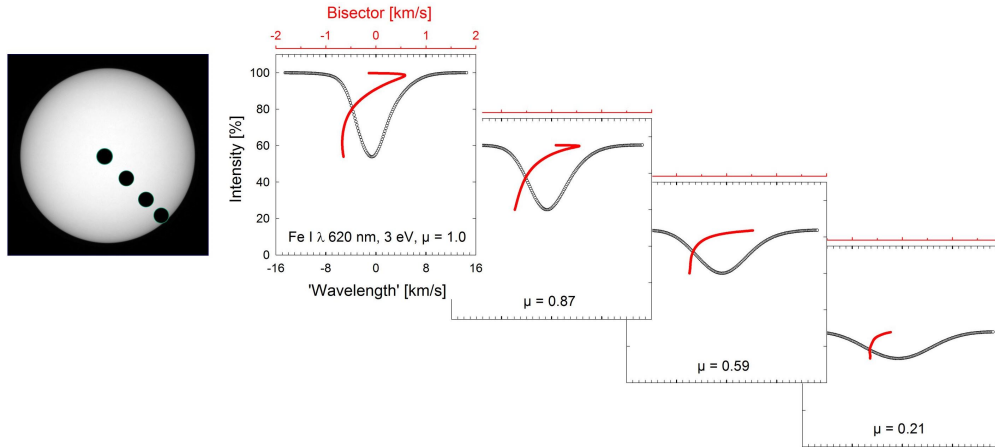 Bisector [km/s]
-2 -1 0 1 2
100
80
60
40
20
0
Intensity [%]
Fe I λ 620 nm, 3 eV, μ = 1.0
-16 -8 0 8 16
'Wavelength' [km/s]
μ = 0.87
μ = 0.59
μ = 0.21